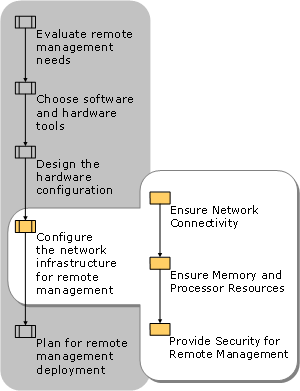 Evaluate remote
management
needs
Choose software
and hardware
tools
Design the
hardware
configuration
Configure
the network
infrastructure
for remote
management
Plan for remote
management
deployment
Ensure Network
Connectivity
Ensure Memory and
Processor Resources
Provide Security for
Remote Management